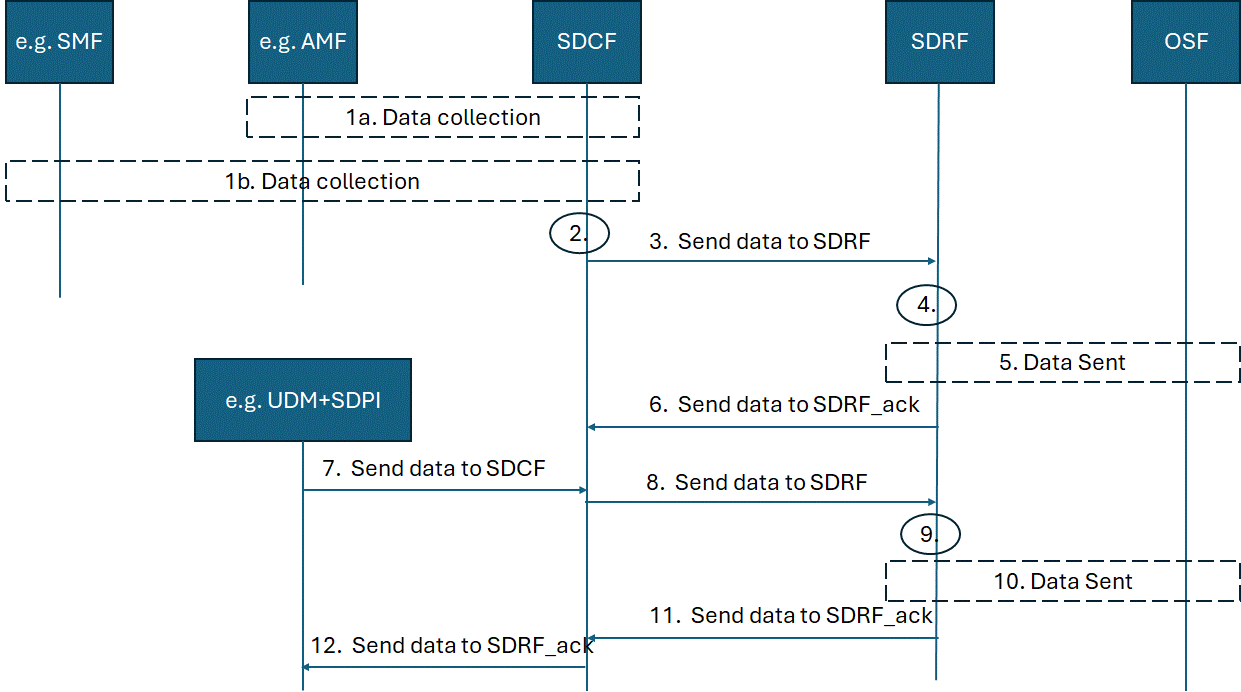 e.g. SMF
e.g. AMF
SDCF
SDRF
OSF
1a. Data collection
1b. Data collection
2.
3. Send data to SDRF
4.
5. Data Sent
e.g. UDM+SDPI
6. Send data to SDRF_ack
7. Send data to SDCF
8. Send data to SDRF
9.
10. Data Sent
11. Send data to SDRF_ack
12. Send data to SDRF_ack